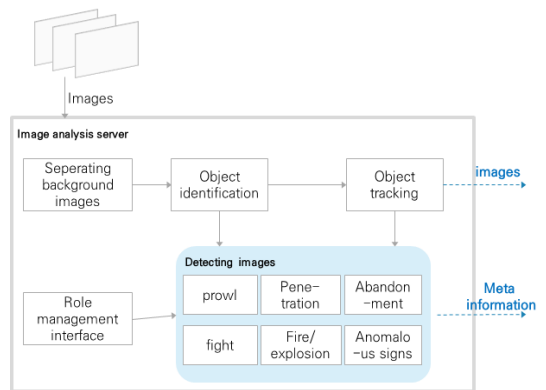 Images
Image analysis server
Seperating
background
images
Object
identification
Object
tracking
images
Detecting images
prowl
Pene-
tration
Abandon
-ment
Meta
information
Role
management
interface
fight
Fire/
explosion
Anomalo
-us signs